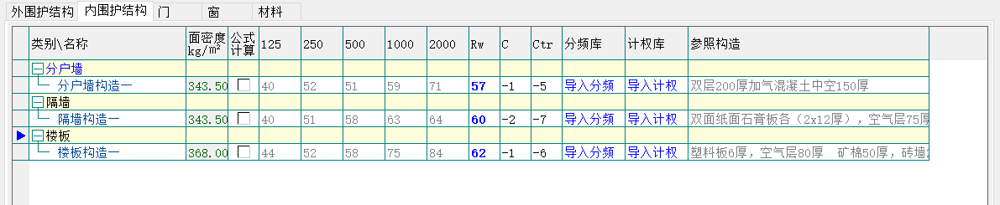 外围护结构 内围护结构 门 窗 材料
类别\名称 面密度 kg/m² 公式计算 125 250 500 1000 2000 Rw C Ctr 分频库 计权库 参照构造
分户墙
分户墙构造一 343.50 40 52 51 59 71 57 -1 -5 导入分频 导入计权 双层200厚加气混凝土中空150厚
隔墙
隔墙构造一 343.50 40 51 58 63 64 60 -2 -7 导入分频 导入计权 双面纸面石膏板各（2x12厚），空气层75厚
楼板
楼板构造一 368.00 44 52 58 75 84 62 -1 -6 导入分频 导入计权 塑料板6厚，空气层80厚 矿棉50厚，砖墙